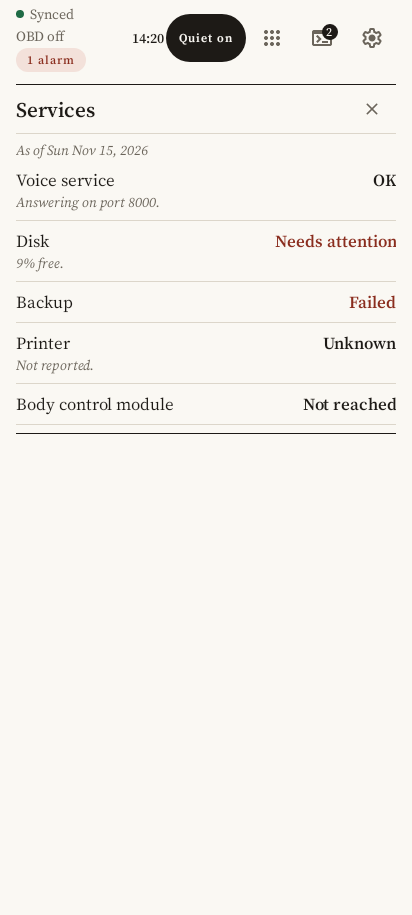 Synced
OBD off
1 alarm
14:20
Quiet on
2
Services
As of Sun Nov 15, 2026
Voice service
OK
Answering on port 8000.
Disk
Needs attention
9% free.
Backup
Failed
Printer
Unknown
Not reported.
Body control module
Not reached